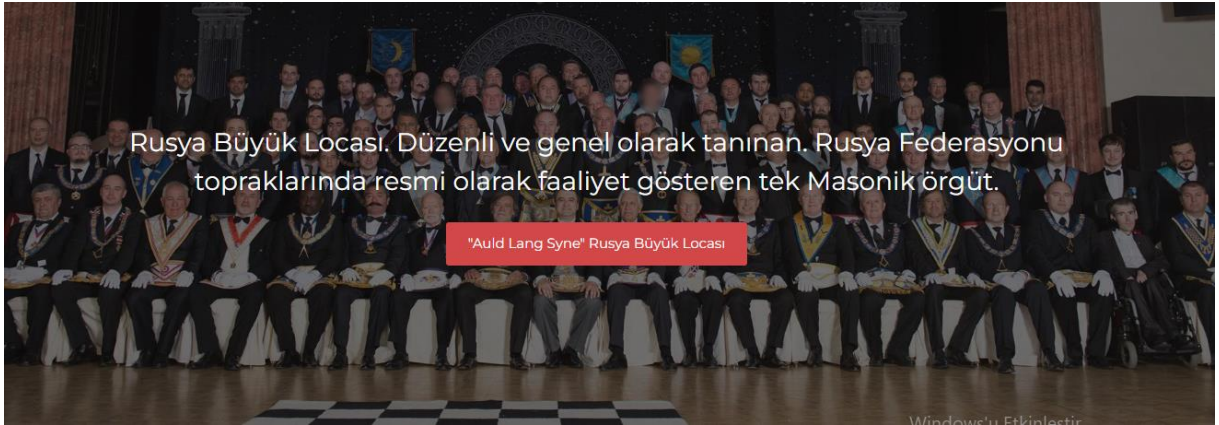 Rusya Büyük Locası. Düzenli ve genel olarak tanınan. Rusya Federasyonu
topraklarında resmi olarak faaliyet gösteren tek Masonik örgüt.
"Auld Lang Syne" Rusya Büyük Locası
Windows'u Etkinleştir